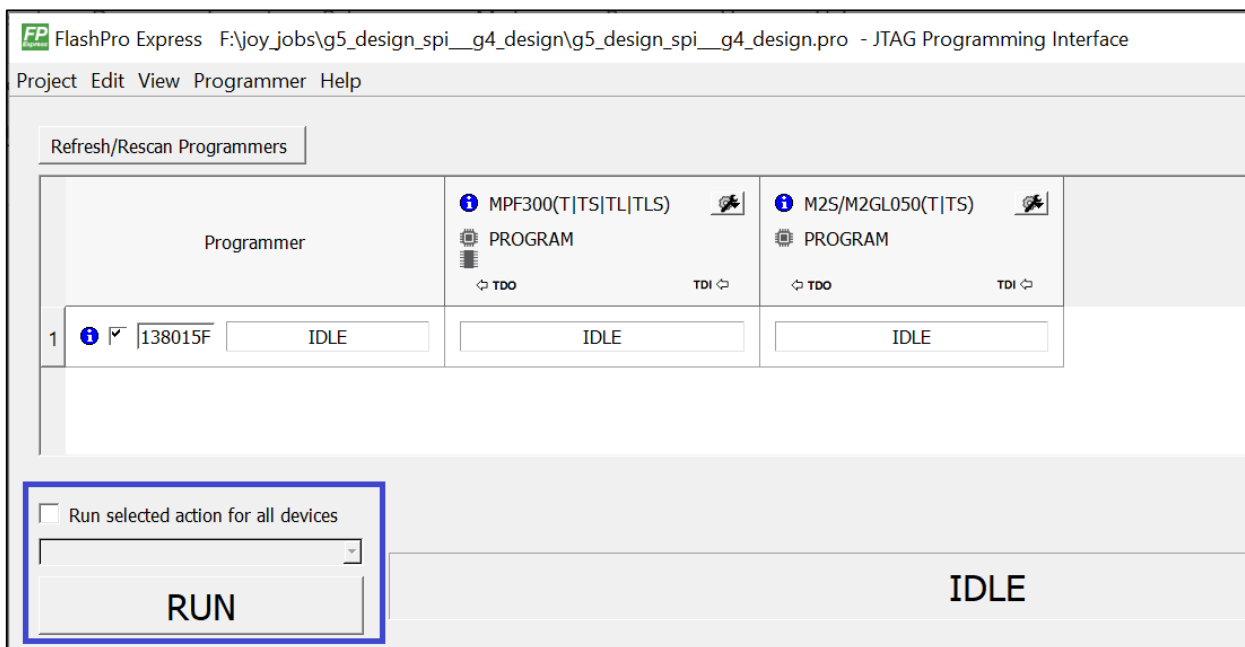 FP Express FlashPro Express F:\joy_jobs\g5_design_spi__g4_design\g5_design_spi__g4_design.pro - JTAG Programming Interface
Project Edit View Programmer Help
Refresh/Rescan Programmers
Programmer
MPF300(T|TS|TL|TLS)
PROGRAM
TDO TDI
M2S/M2GL050(T|TS)
PROGRAM
TDO TDI
1 138015F IDLE IDLE IDLE
Run selected action for all devices
RUN
IDLE